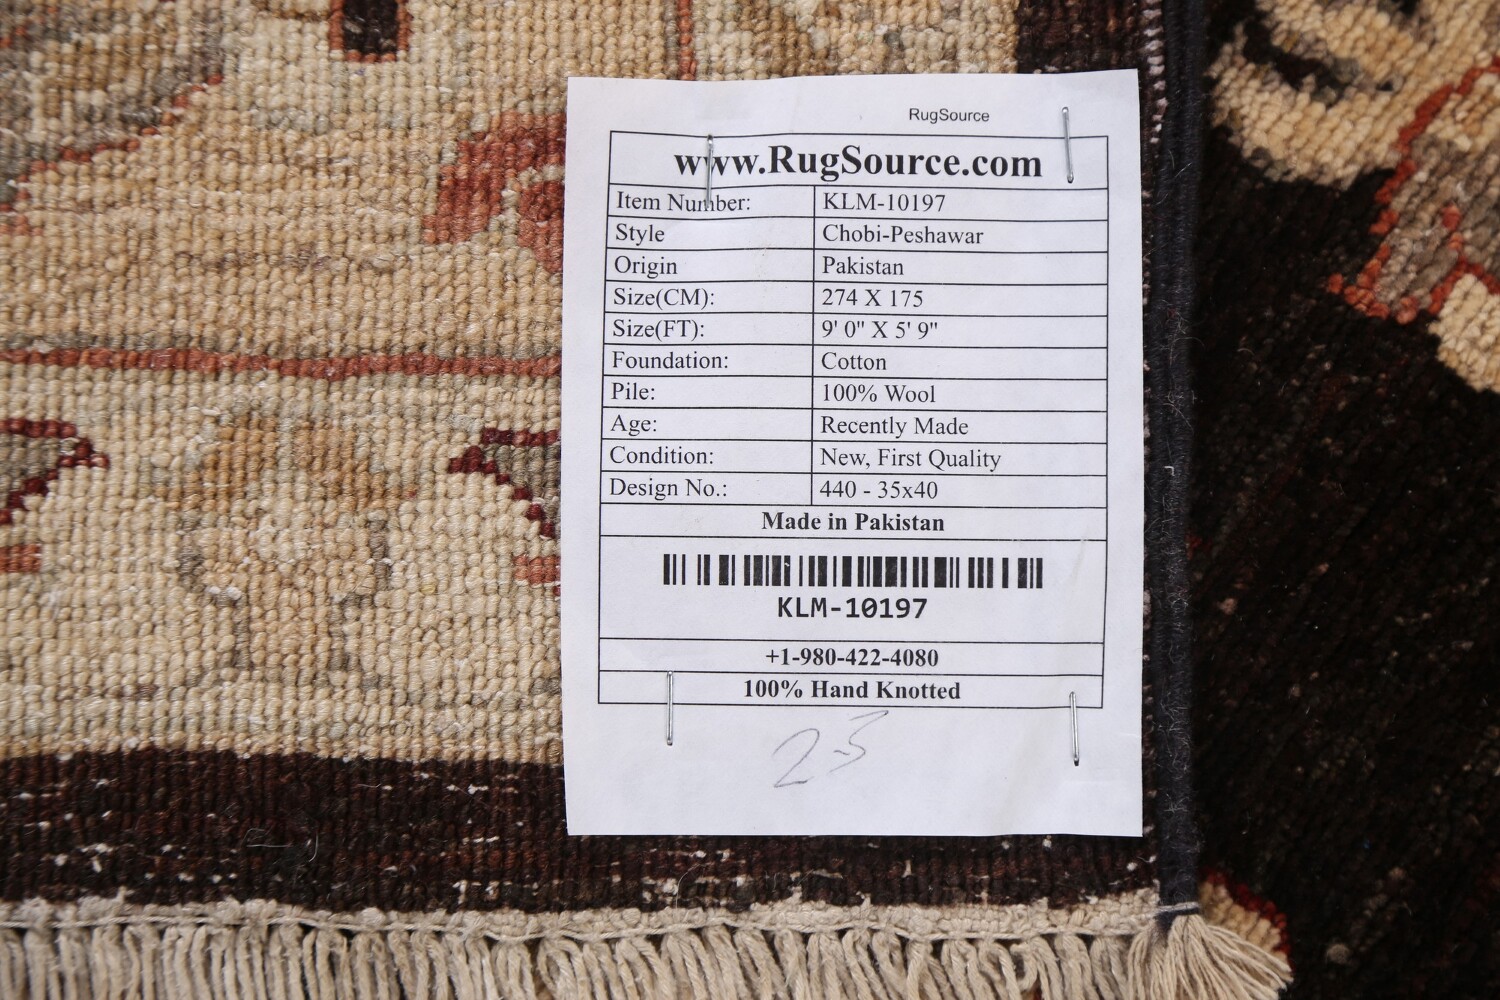 RugSource
www.RugSource.com
Item Number: KLM-10197
Style Chobi-Peshawar
Origin Pakistan
Size(CM): 274 X 175
Size(FT): 9' 0" X 5' 9"
Foundation: Cotton
Pile: 100% Wool
Age: Recently Made
Condition: New, First Quality
Design No.: 440 - 35x40
Made in Pakistan
KLM-10197
+1-980-422-4080
100% Hand Knotted